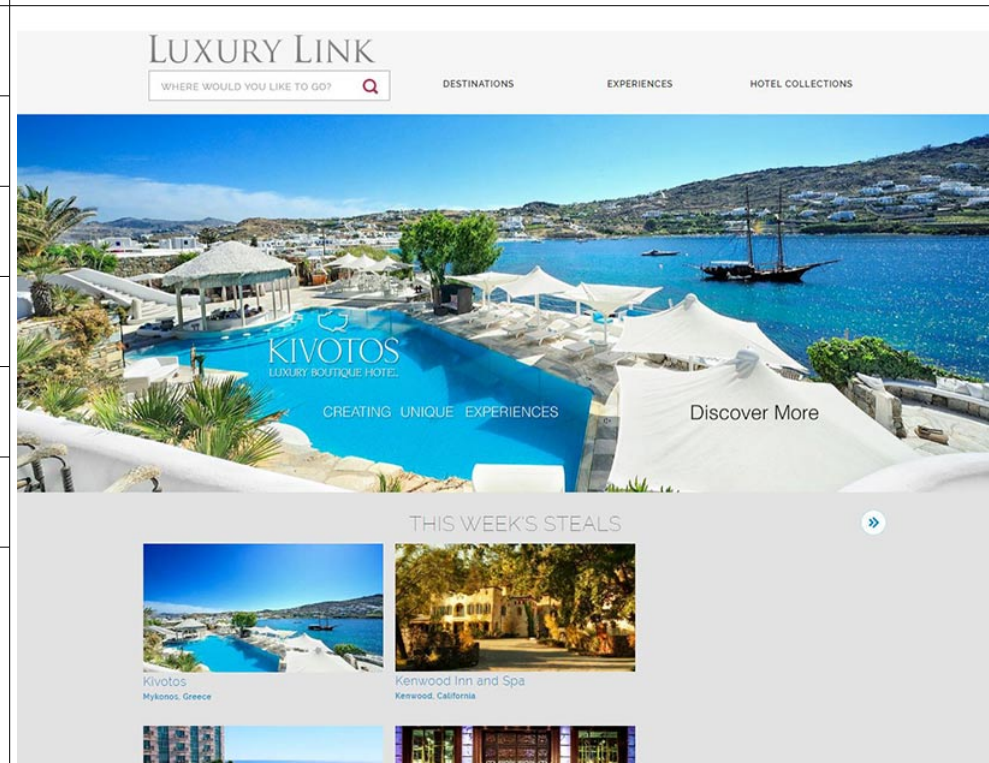 LUXURY LINK
WHERE WOULD YOU LIKE TO GO?
DESTINATIONS
EXPERIENCES
HOTEL COLLECTIONS
KIVOTOS
LUXURY BOUTIQUE HOTEL
CREATING UNIQUE EXPERIENCES
Discover More
THIS WEEK'S STEALS
Kivotos
Mykonos, Greece
Kenwood Inn and Spa
Kenwood, California